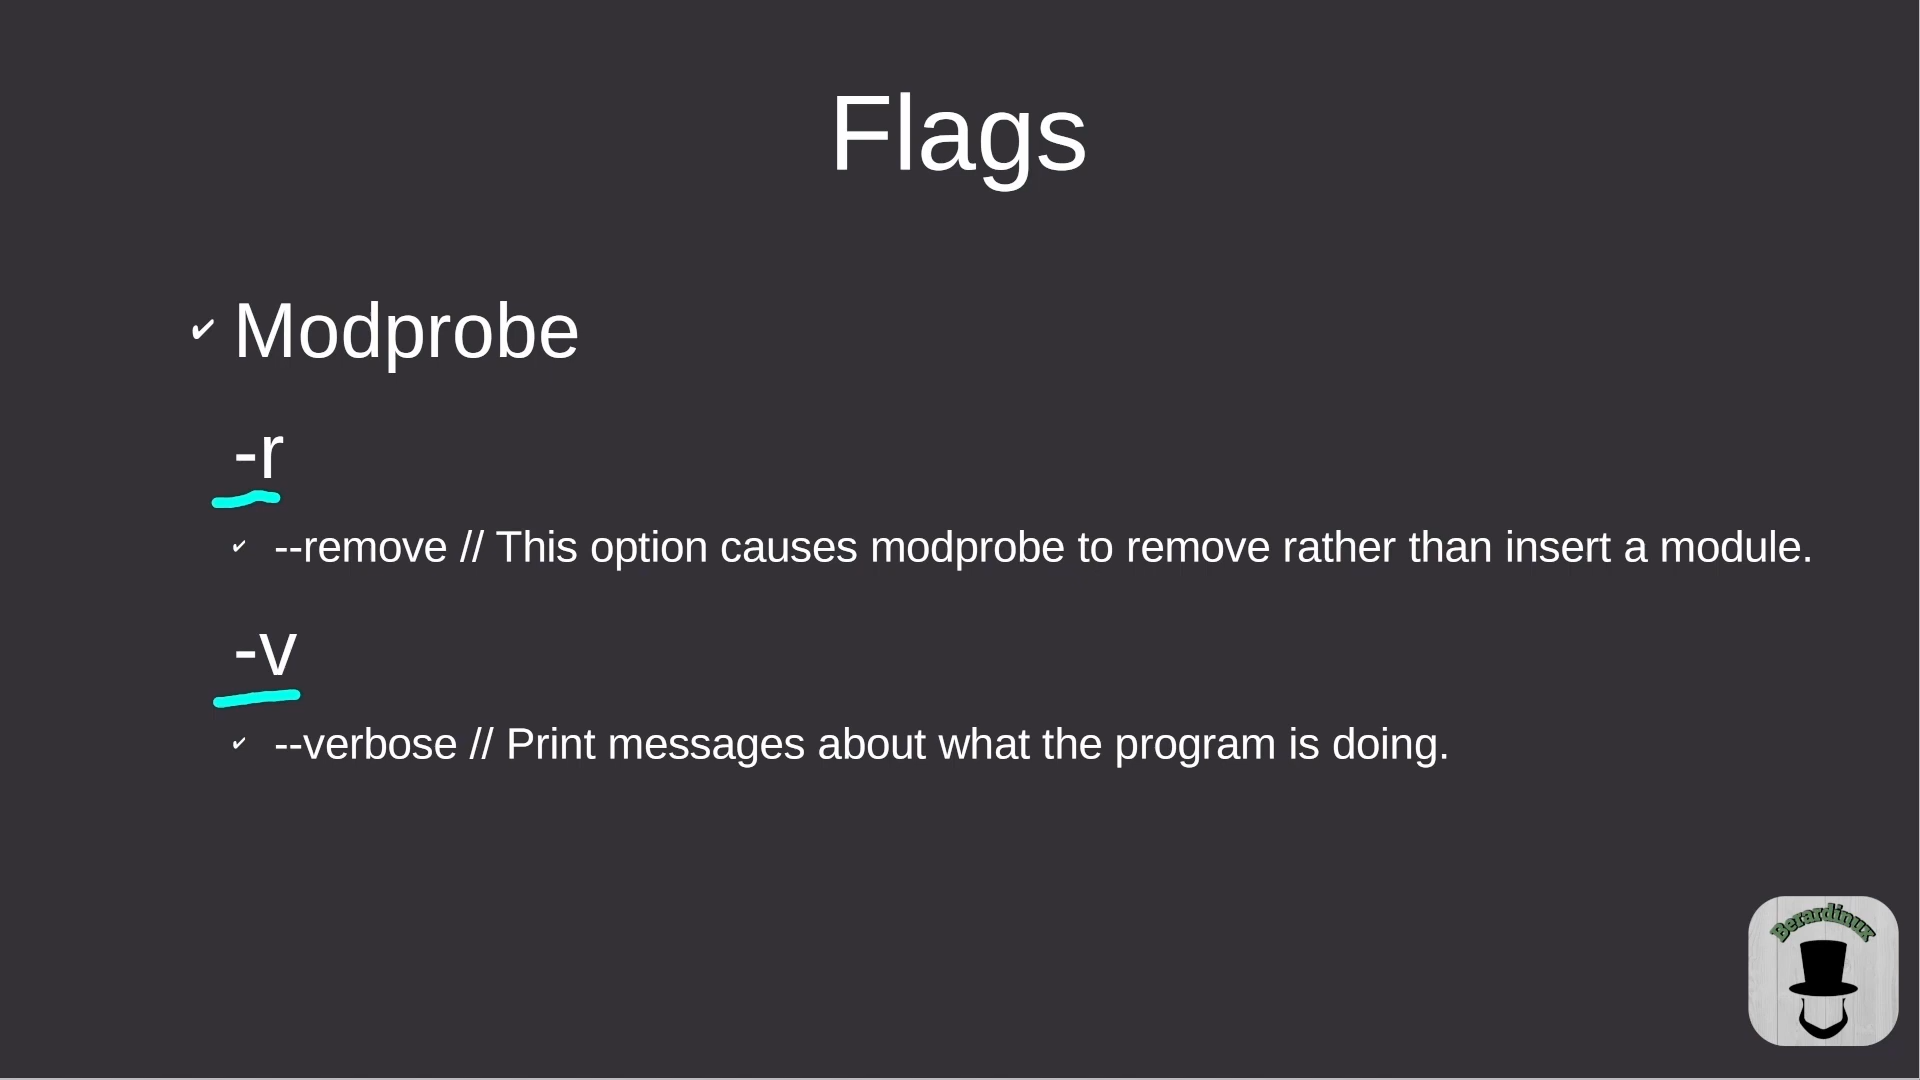 Flags
✔ Modprobe
-r
✔ --remove // This option causes modprobe to remove rather than insert a module.
-v
✔ --verbose // Print messages about what the program is doing.
Berardinux